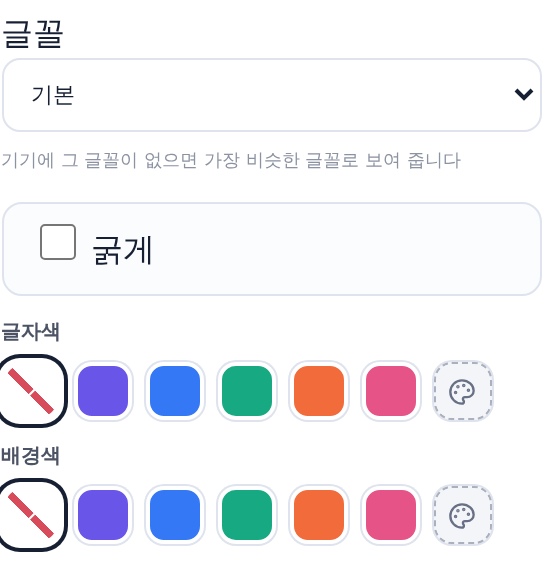 글꼴
기본
기기에 그 글꼴이 없으면 가장 비슷한 글꼴로 보여 줍니다
굵게
글자색
배경색